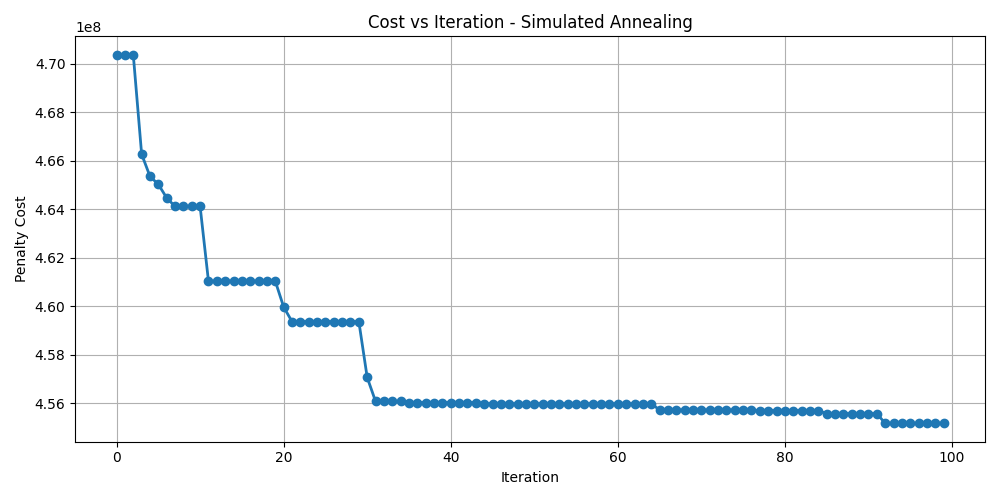 Cost vs Iteration - Simulated Annealing
1e8
4.70
4.68
4.66
4.64
4.62
4.60
4.58
4.56
Penalty Cost
0 20 40 60 80 100
Iteration